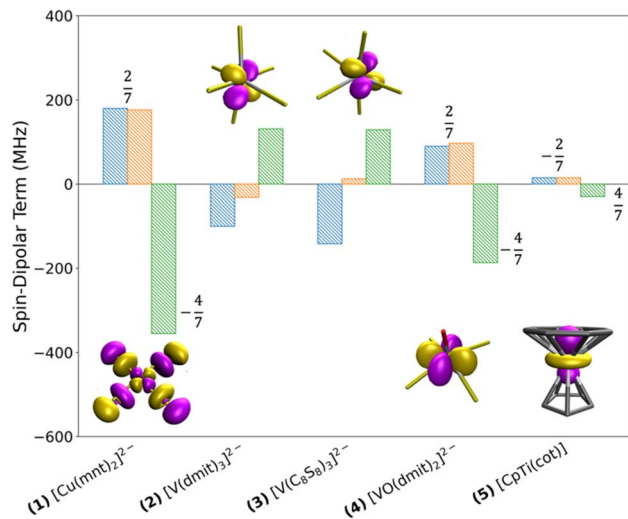 400
200
0
−200
−400
−600
Spin-Dipolar Term (MHz)
2/7
−4/7
2/7
−4/7
−2/7
4/7
(1) [Cu(mnt)₂]²⁻
(2) [V(dmit)₃]²⁻
(3) [V(C₈S₈)₃]²⁻
(4) [VO(dmit)₂]²⁻
(5) [CpTi(cot)]